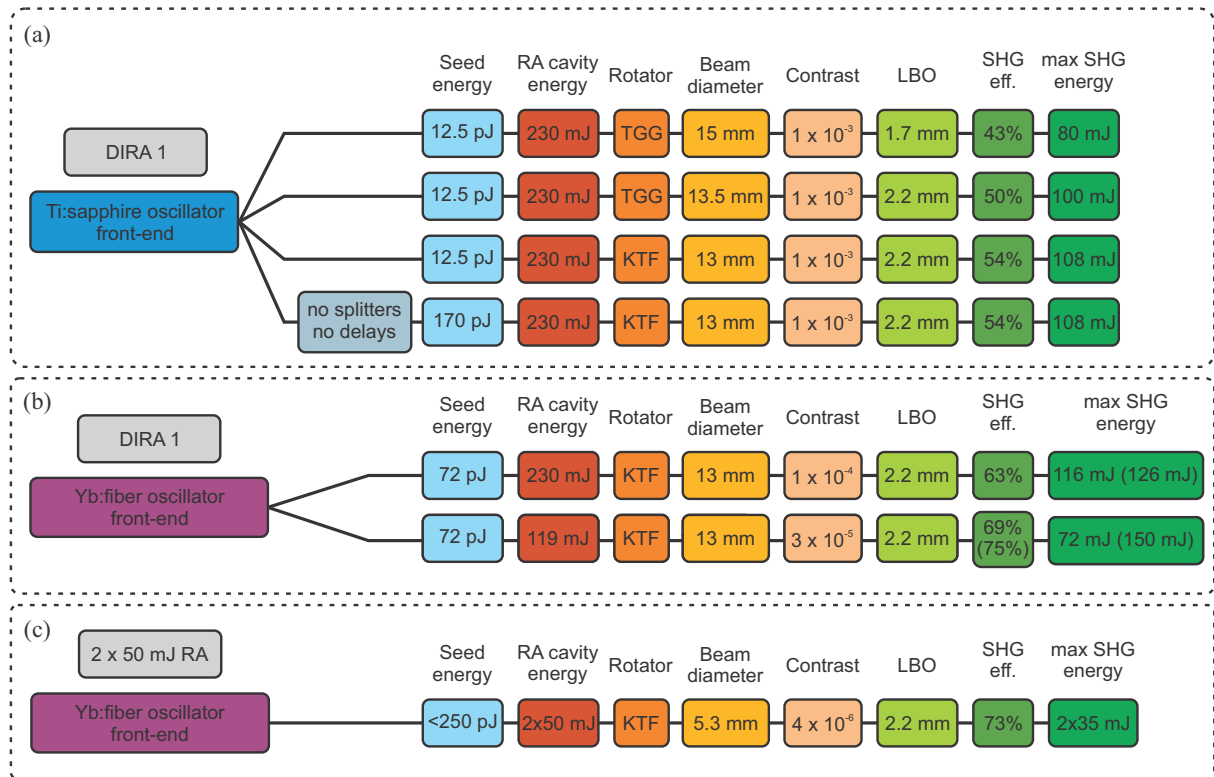 (a)
Seed energy
RA cavity energy
Rotator
Beam diameter
Contrast
LBO
SHG eff.
max SHG energy
DIRA 1
Ti:sapphire oscillator
front-end
12.5 pJ
230 mJ
TGG
15 mm
1 x 10⁻³
1.7 mm
43%
80 mJ
12.5 pJ
230 mJ
TGG
13.5 mm
1 x 10⁻³
2.2 mm
50%
100 mJ
12.5 pJ
230 mJ
KTF
13 mm
1 x 10⁻³
2.2 mm
54%
108 mJ
no splitters
no delays
170 pJ
230 mJ
KTF
13 mm
1 x 10⁻³
2.2 mm
54%
108 mJ
(b)
Seed energy
RA cavity energy
Rotator
Beam diameter
Contrast
LBO
SHG eff.
max SHG energy
DIRA 1
Yb:fiber oscillator
front-end
72 pJ
230 mJ
KTF
13 mm
1 x 10⁻⁴
2.2 mm
63%
116 mJ (126 mJ)
72 pJ
119 mJ
KTF
13 mm
3 x 10⁻⁵
2.2 mm
69%
(75%)
72 mJ (150 mJ)
(c)
Seed energy
RA cavity energy
Rotator
Beam diameter
Contrast
LBO
SHG eff.
max SHG energy
2 x 50 mJ RA
Yb:fiber oscillator
front-end
<250 pJ
2x50 mJ
KTF
5.3 mm
4 x 10⁻⁶
2.2 mm
73%
2x35 mJ